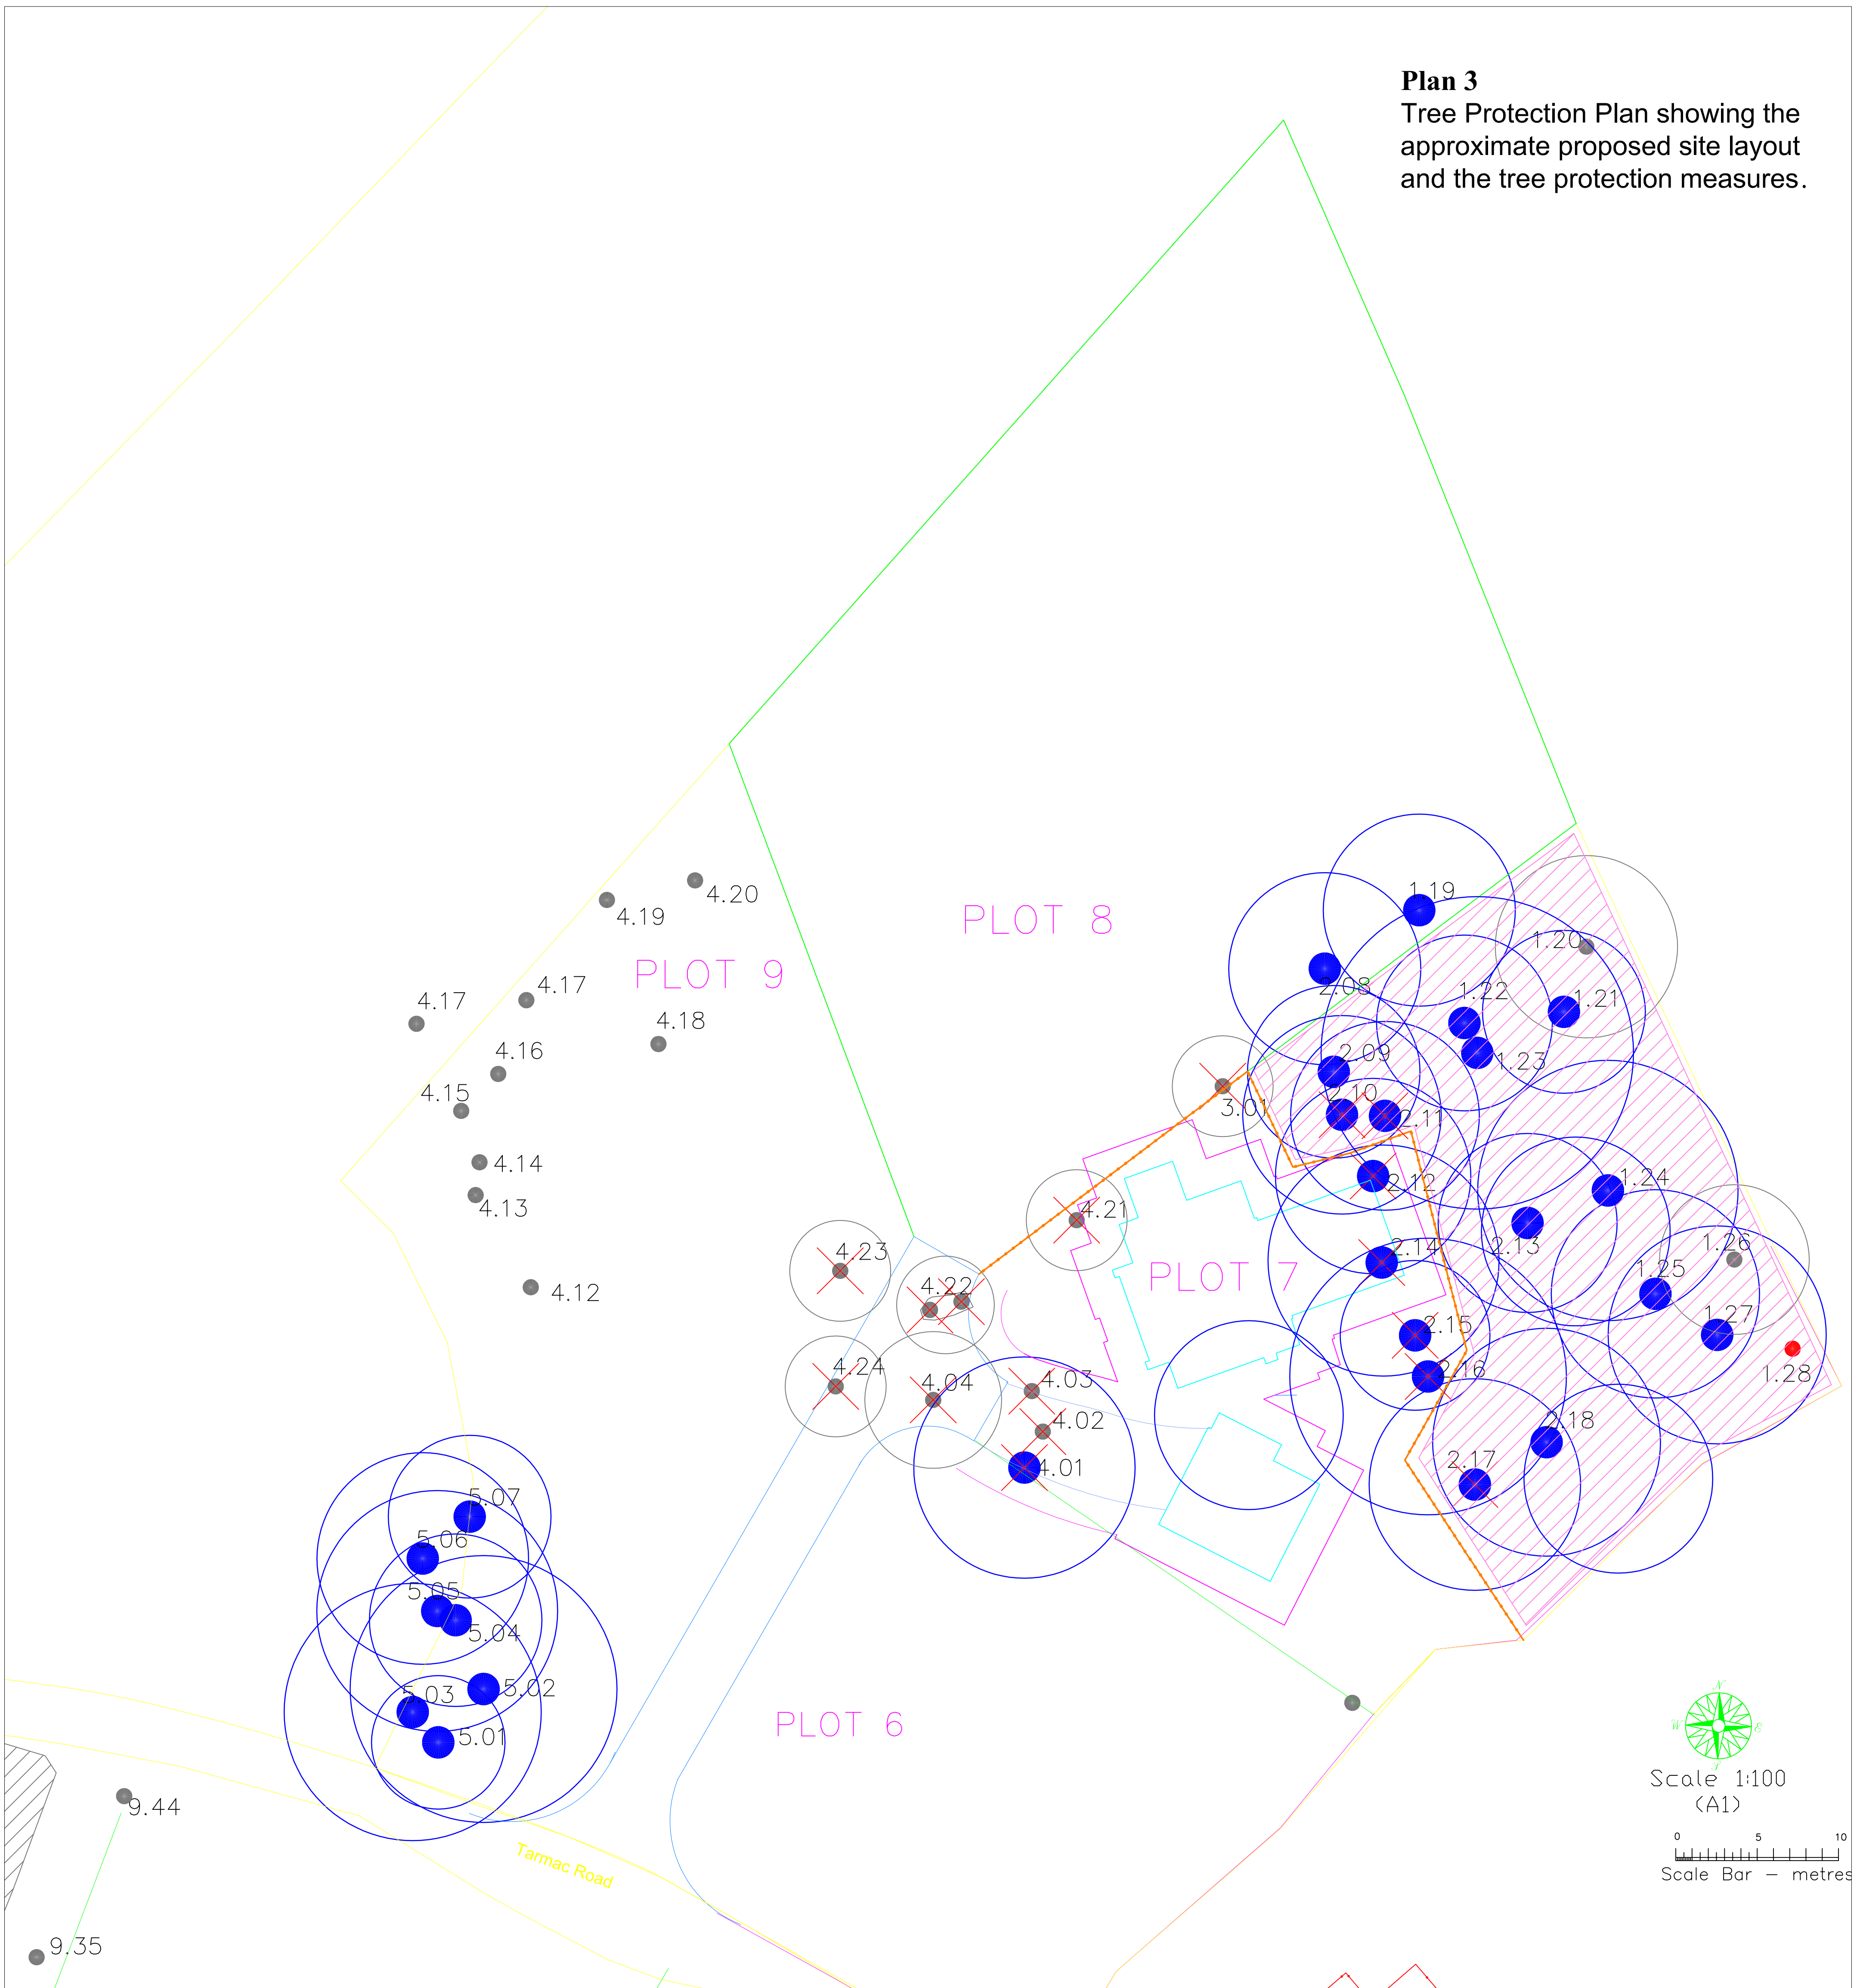 Plan 3
Tree Protection Plan showing the
approximate proposed site layout
and the tree protection measures.
4.20
4.19
PLOT 8
PLOT 9
1.19
1.20
4.17
4.17
2.08
1.22
1.21
4.18
4.16
2.09
1.23
4.15
2.10
3.01
2.11
4.14
2.12
1.24
4.13
4.21
2.13
4.23
2.14
1.26
4.12
4.22
PLOT 7
1.25
1.27
2.15
4.24
4.04
4.03
2.16
1.28
4.02
2.18
4.01
2.17
5.07
5.06
5.05
5.04
5.02
5.03
5.01
PLOT 6
N
W
E
S
Scale 1:100
(A1)
9.44
0 5 10
Tarmac Road
Scale Bar – metres
9.35